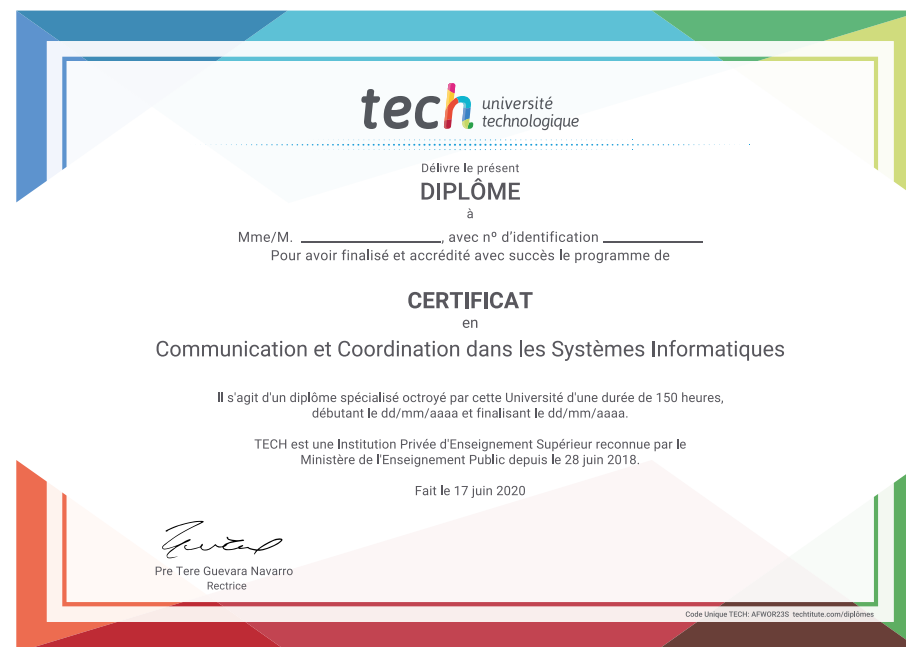 tech université
technologique
Délivre le présent
DIPLÔME
à
Mme/M. ____________________, avec nº d'identification ______________
Pour avoir finalisé et accrédité avec succès le programme de
CERTIFICAT
en
Communication et Coordination dans les Systèmes Informatiques
Il s'agit d'un diplôme spécialisé octroyé par cette Université d'une durée de 150 heures,
débutant le dd/mm/aaaa et finalisant le dd/mm/aaaa.
TECH est une Institution Privée d'Enseignement Supérieur reconnue par le
Ministère de l'Enseignement Public depuis le 28 juin 2018.
Fait le 17 juin 2020
Pre Tere Guevara Navarro
Rectrice
Code Unique TECH: AFWOR23S techtitute.com/diplômes